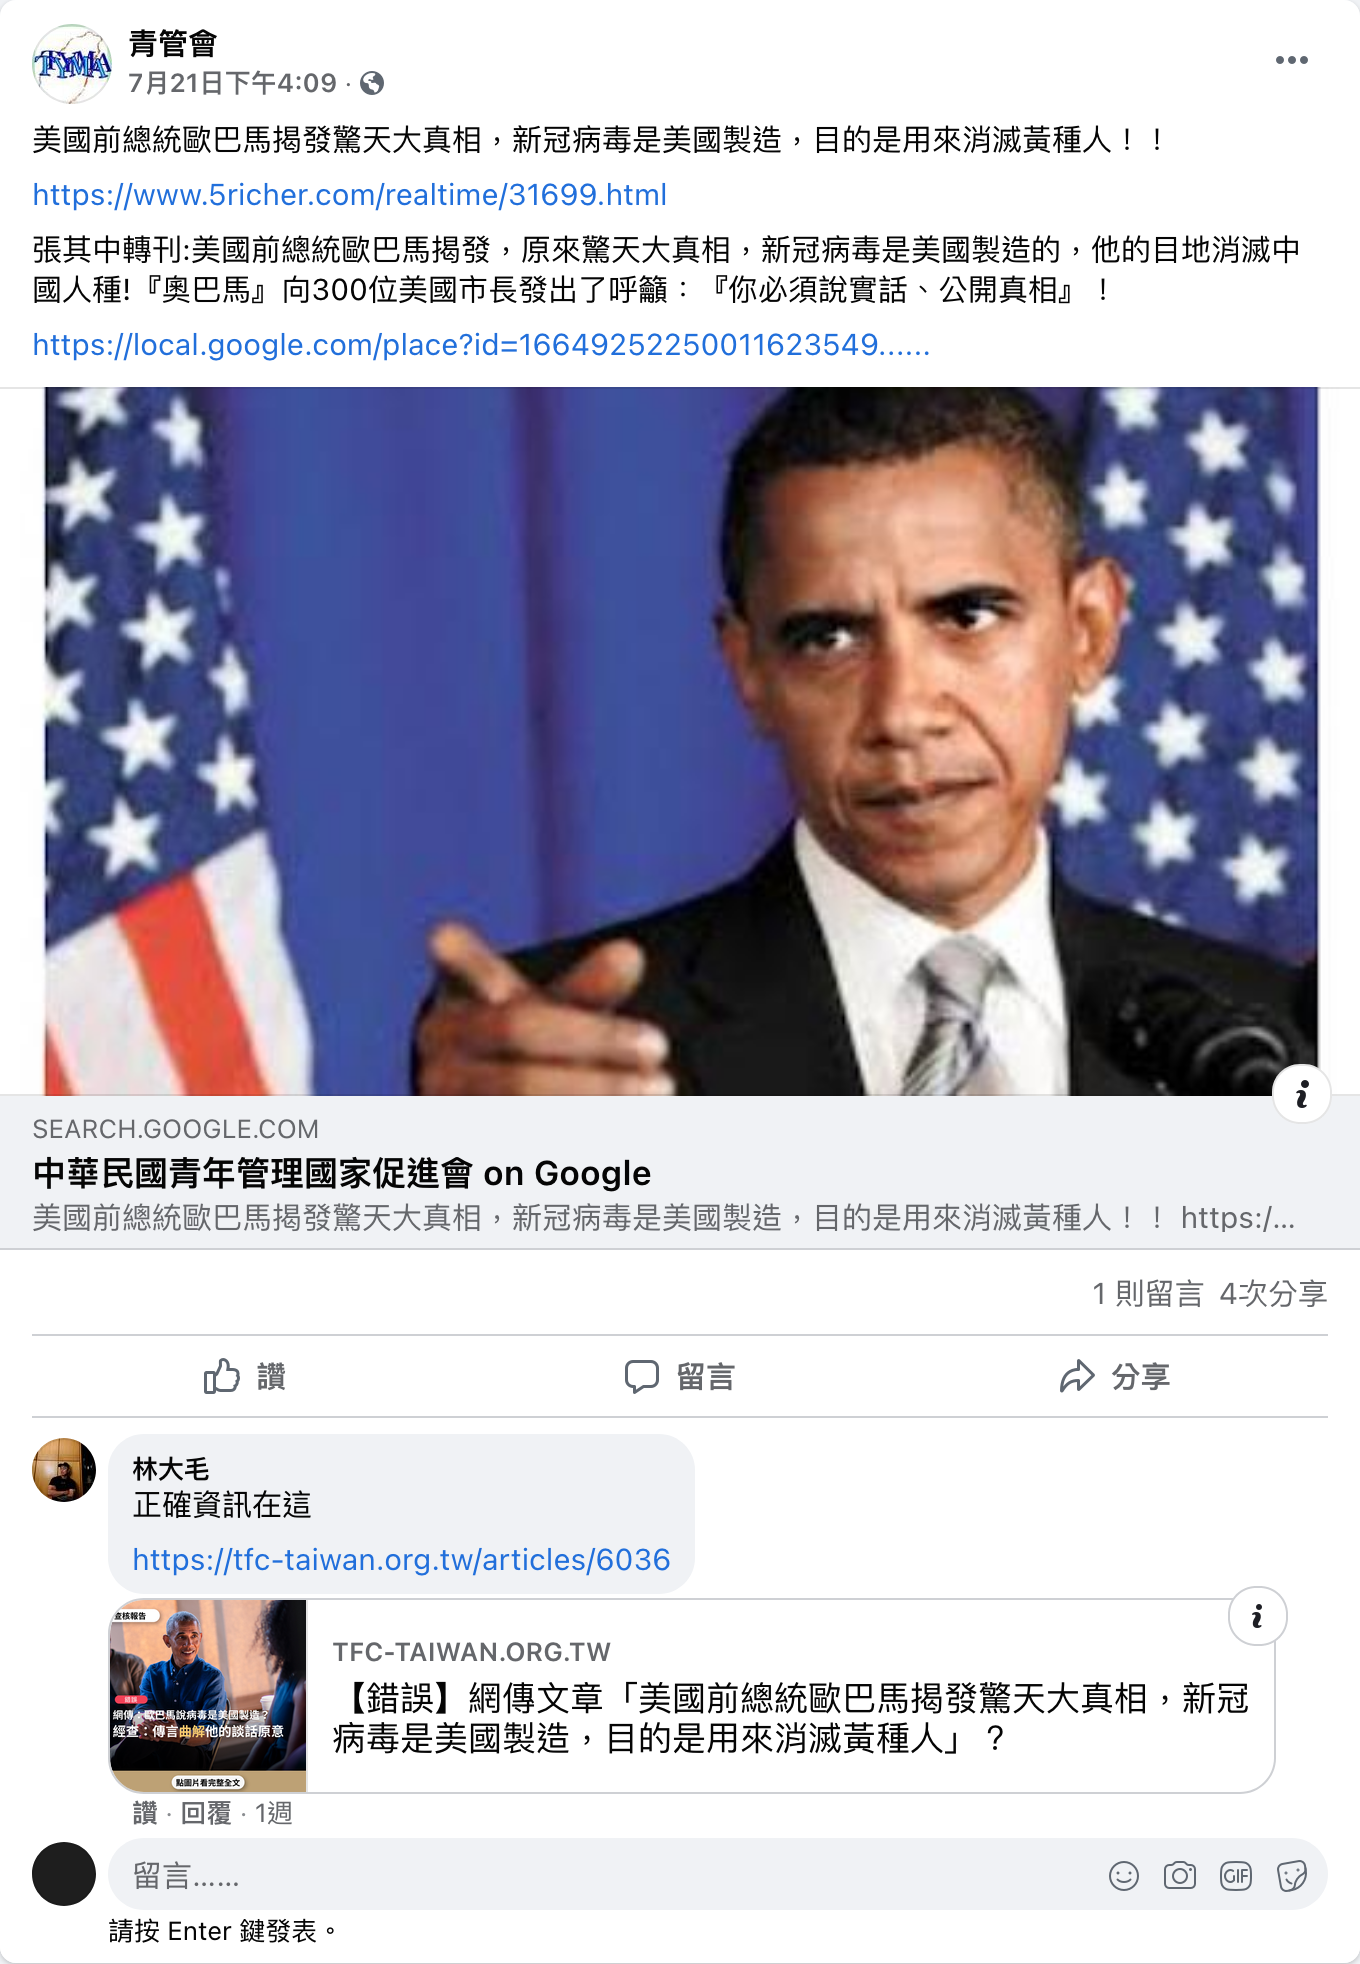 TYMA
青管會
7月21日下午4:09 ·
美國前總統歐巴馬揭發驚天大真相，新冠病毒是美國製造，目的是用來消滅黃種人！！
https://www.5richer.com/realtime/31699.html
張其中轉刊:美國前總統歐巴馬揭發，原來驚天大真相，新冠病毒是美國製造的，他的目地消滅中
國人種!『奧巴馬』向300位美國市長發出了呼籲：『你必須說實話、公開真相』！
https://local.google.com/place?id=16649252250011623549......
SEARCH.GOOGLE.COM
中華民國青年管理國家促進會 on Google
美國前總統歐巴馬揭發驚天大真相，新冠病毒是美國製造，目的是用來消滅黃種人！！ https:/...
1 則留言 4次分享
讚 留言 分享
林大毛
正確資訊在這
https://tfc-taiwan.org.tw/articles/6036
查核報告
錯誤
網傳：歐巴馬說病毒是美國製造？
經查：傳言曲解他的談話原意
點圖片看完整全文
TFC-TAIWAN.ORG.TW
【錯誤】網傳文章「美國前總統歐巴馬揭發驚天大真相，新冠
病毒是美國製造，目的是用來消滅黃種人」？
讚 · 回覆 · 1週
留言......
GIF
請按 Enter 鍵發表。